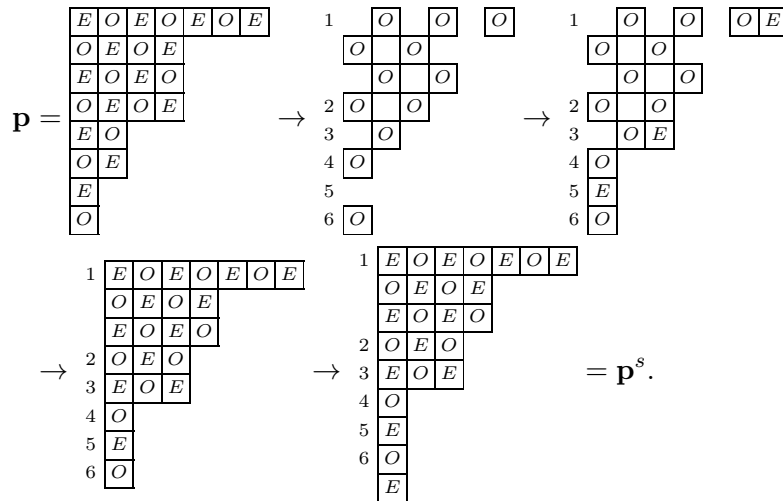 p =
E O E O E O E
O E O E
E O E O
O E O E
E O
O E
E
O
→
1 O O O
O O
O O
2 O O
3 O
4 O
5
6 O
→
1 O O O E
O O
O O
2 O O
3 O E
4 O
5 E
6 O
→
1 E O E O E O E
O E O E
E O E O
2 O E O
3 E O E
4 O
5 E
6 O
→
1 E O E O E O E
O E O E
E O E O
2 O E O
3 E O E
4 O
5 E
6 O
E
= p^s.